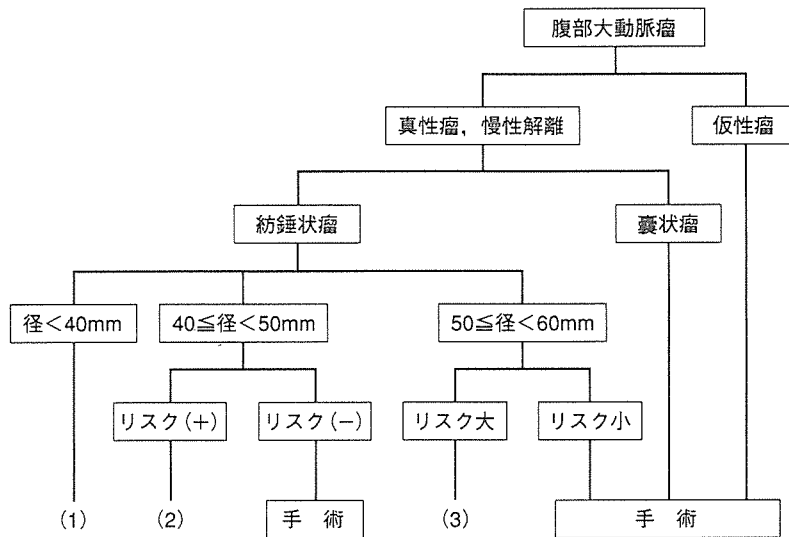 腹部大動脈瘤
真性瘤，慢性解離
仮性瘤
紡錘状瘤
囊状瘤
径＜40mm
40≦径＜50mm
50≦径＜60mm
リスク(＋)
リスク(－)
リスク大
リスク小
(1)
(2)
手 術
(3)
手 術